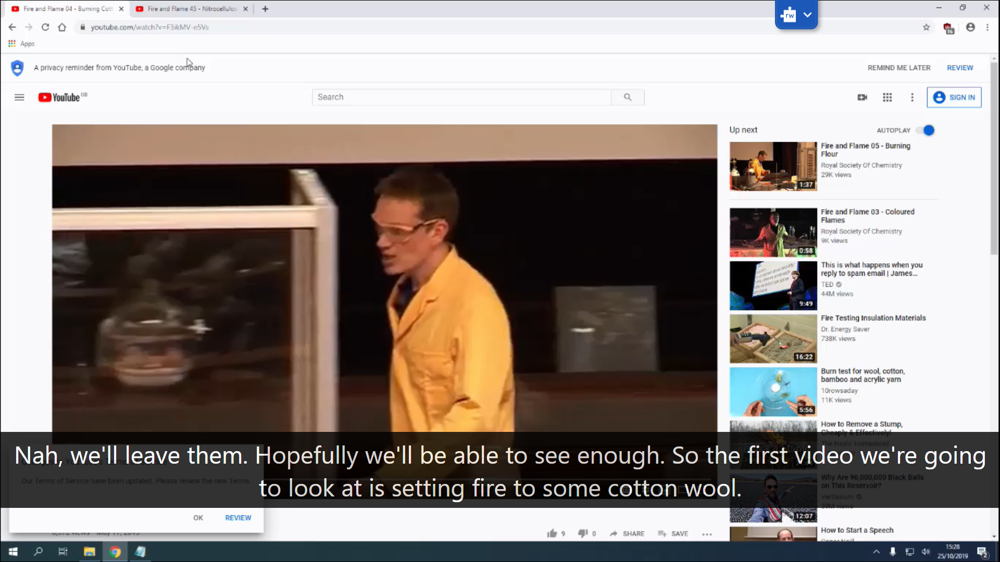 Fire and Flame 04 - Burning Cott
Fire and Flame 45 - Nitrocellulos
rw
youtube.com/watch?v=F3ikMV-e5Vs
16
Apps
A privacy reminder from YouTube, a Google company
REMIND ME LATER
REVIEW
YouTube GB
Search
SIGN IN
Up next
AUTOPLAY
Fire and Flame 05 - Burning
Flour
Royal Society Of Chemistry
29K views
1:37
Fire and Flame 03 - Coloured
Flames
Royal Society Of Chemistry
9K views
0:58
This is what happens when you
reply to spam email | James...
TED
44M views
9:49
Fire Testing Insulation Materials
Dr. Energy Saver
738K views
16:22
Burn test for wool, cotton,
bamboo and acrylic yarn
10rowsaday
11K views
5:56
How to Remove a Stump,
Cheaply & Effectively!
The Neals' Homestead
Nah, we'll leave them. Hopefully we'll be able to see enough. So the first video we're going
to look at is setting fire to some cotton wool.
Our Terms of Service have been updated. Please review the new Terms.
Why Are 96,000,000 Black Balls
on This Reservoir?
Veritasium
39M views
12:07
OK
REVIEW
9
0
SHARE
SAVE
How to Start a Speech
15:28
25/10/2019
2